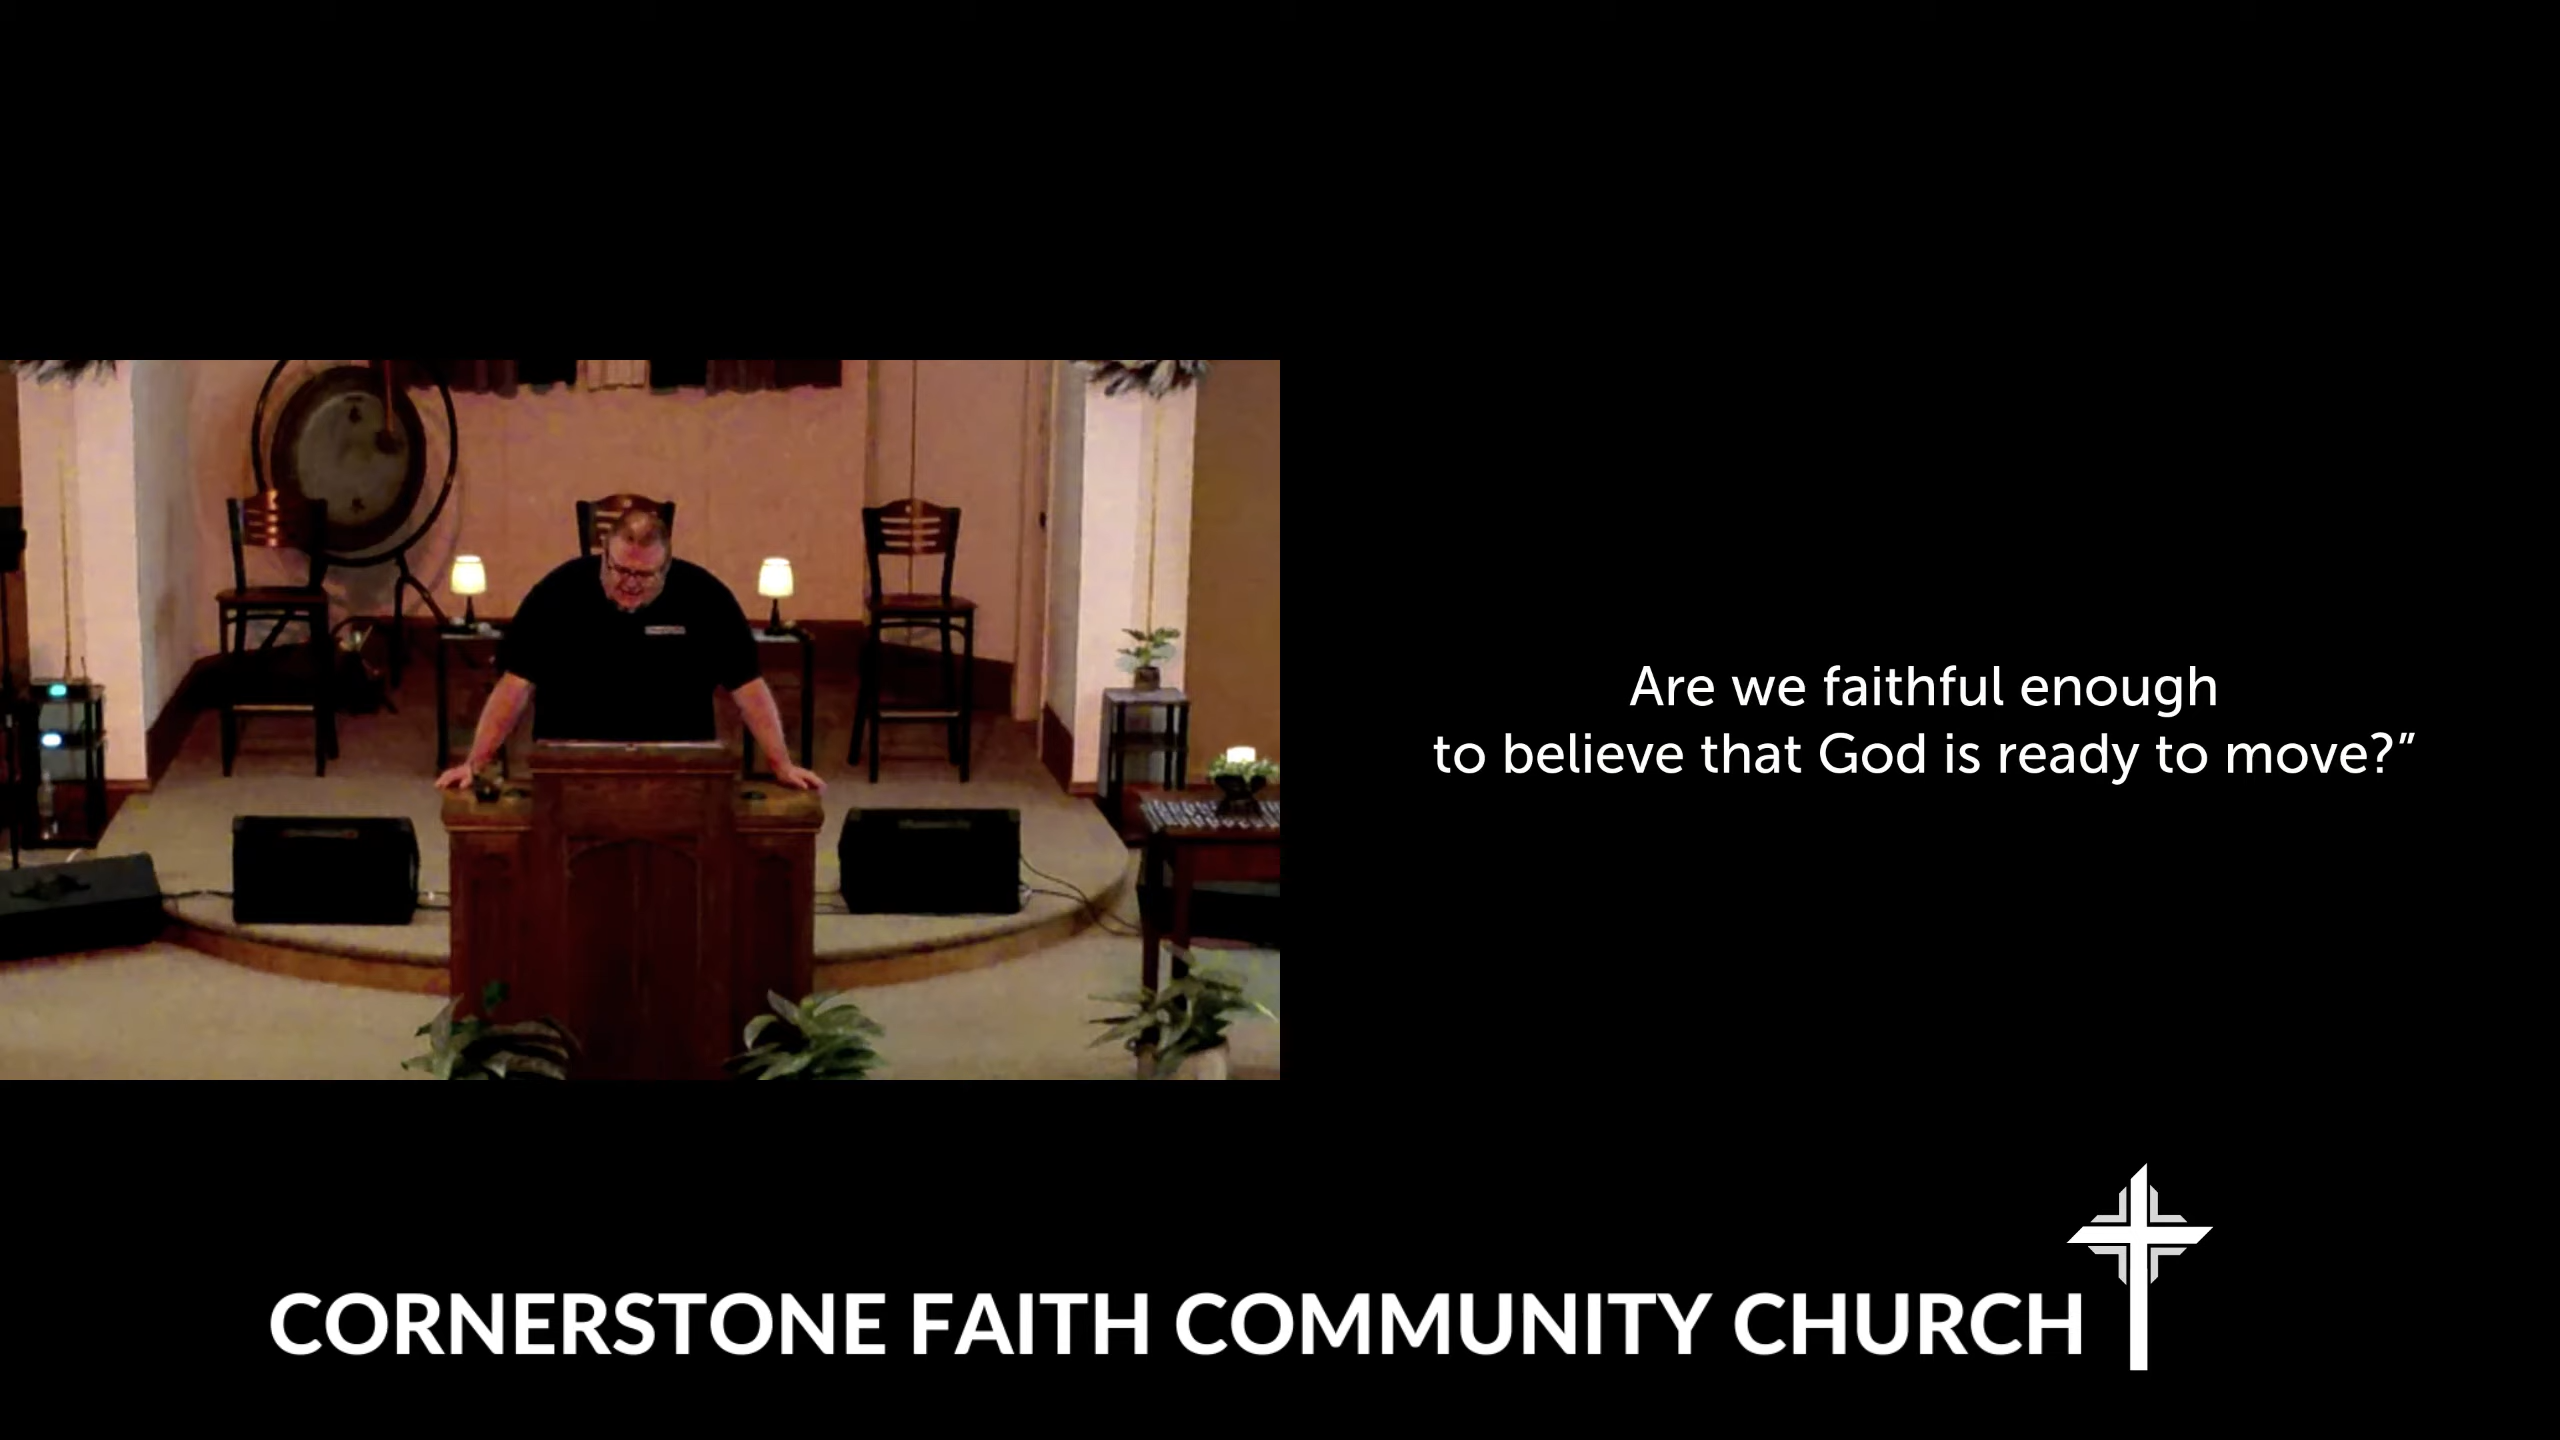 Are we faithful enough
to believe that God is ready to move?”
CORNERSTONE FAITH COMMUNITY CHURCH